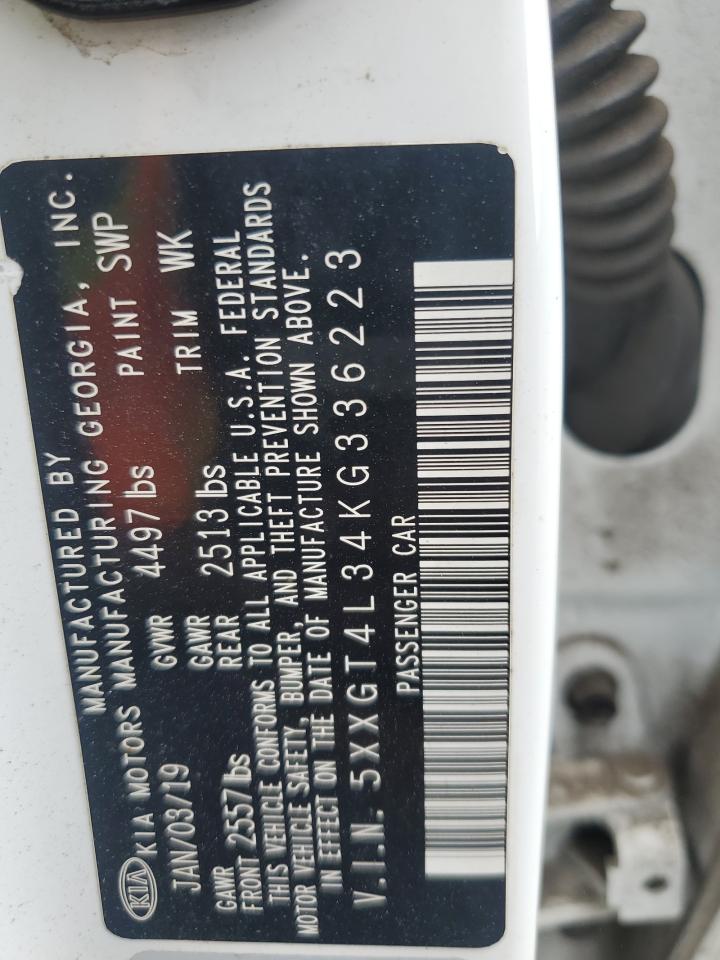 MANUFACTURED BY
KIA KIA MOTORS MANUFACTURING GEORGIA, INC.
JAN/03/19 GVWR 4497 lbs PAINT SWP
GAWR FRONT 2557 lbs GAWR REAR 2513 lbs TRIM WK
THIS VEHICLE CONFORMS TO ALL APPLICABLE U.S.A. FEDERAL
MOTOR VEHICLE SAFETY, BUMPER, AND THEFT PREVENTION STANDARDS
IN EFFECT ON THE DATE OF MANUFACTURE SHOWN ABOVE.
V.I.N. 5XXGT4L34KG336223
PASSENGER CAR